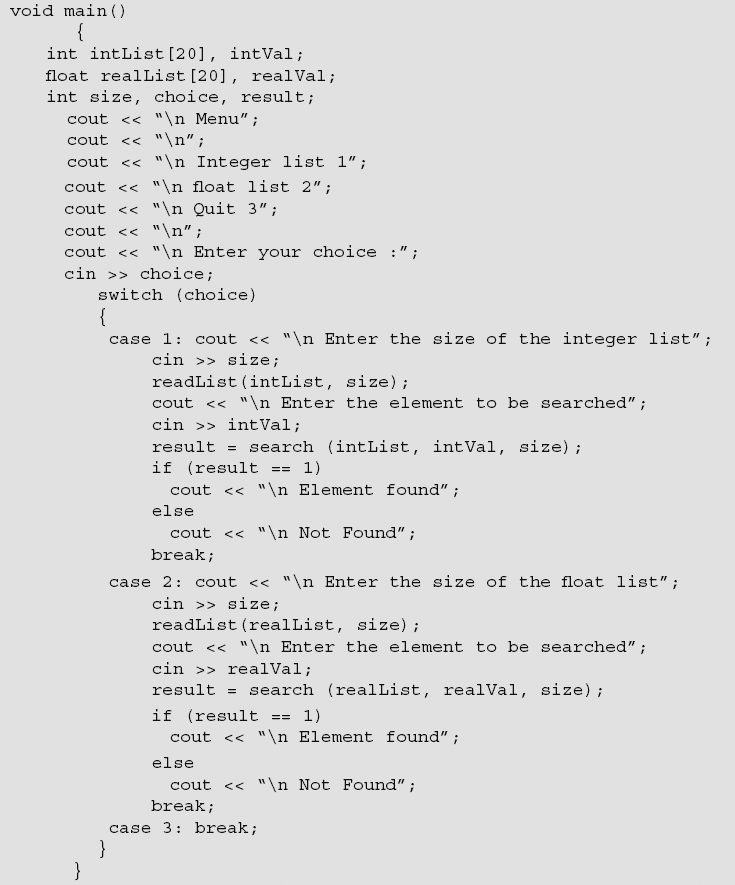 void main()
{
int intList[20], intVal;
float realList[20], realVal;
int size, choice, result;
cout << “\n Menu”;
cout << “\n”;
cout << “\n Integer list 1”;
cout << “\n float list 2”;
cout << “\n Quit 3”;
cout << “\n”;
cout << “\n Enter your choice :”;
cin >> choice;
switch (choice)
{
case 1: cout << “\n Enter the size of the integer list”;
cin >> size;
readList(intList, size);
cout << “\n Enter the element to be searched”;
cin >> intVal;
result = search (intList, intVal, size);
if (result == 1)
cout << “\n Element found”;
else
cout << “\n Not Found”;
break;
case 2: cout << “\n Enter the size of the float list”;
cin >> size;
readList(realList, size);
cout << “\n Enter the element to be searched”;
cin >> realVal;
result = search (realList, realVal, size);
if (result == 1)
cout << “\n Element found”;
else
cout << “\n Not Found”;
break;
case 3: break;
}
}